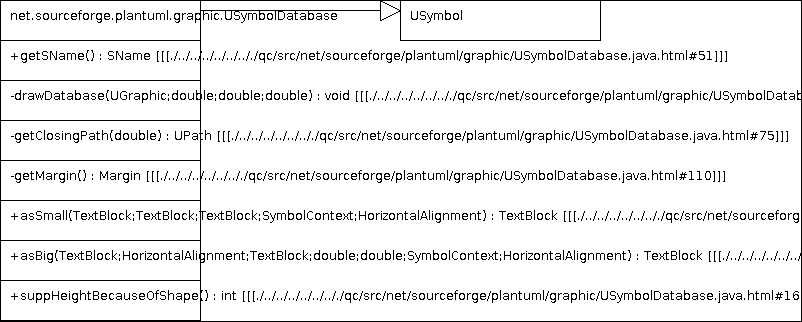 net.sourceforge.plantuml.graphic.USymbolDatabase
USymbol
+getSName() : SName [[[./../../../../../../../qc/src/net/sourceforge/plantuml/graphic/USymbolDatabase.java.html#51]]]
-drawDatabase(UGraphic;double;double;double) : void [[[./../../../../../../../qc/src/net/sourceforge/plantuml/graphic/USymbolDatab
-getClosingPath(double) : UPath [[[./../../../../../../../qc/src/net/sourceforge/plantuml/graphic/USymbolDatabase.java.html#75]]]
-getMargin() : Margin [[[./../../../../../../../qc/src/net/sourceforge/plantuml/graphic/USymbolDatabase.java.html#110]]]
+asSmall(TextBlock;TextBlock;TextBlock;SymbolContext;HorizontalAlignment) : TextBlock [[[./../../../../../../../qc/src/net/sourceforg
+asBig(TextBlock;HorizontalAlignment;TextBlock;double;double;SymbolContext;HorizontalAlignment) : TextBlock [[[./../../../../../..
+suppHeightBecauseOfShape() : int [[[./../../../../../../../qc/src/net/sourceforge/plantuml/graphic/USymbolDatabase.java.html#16